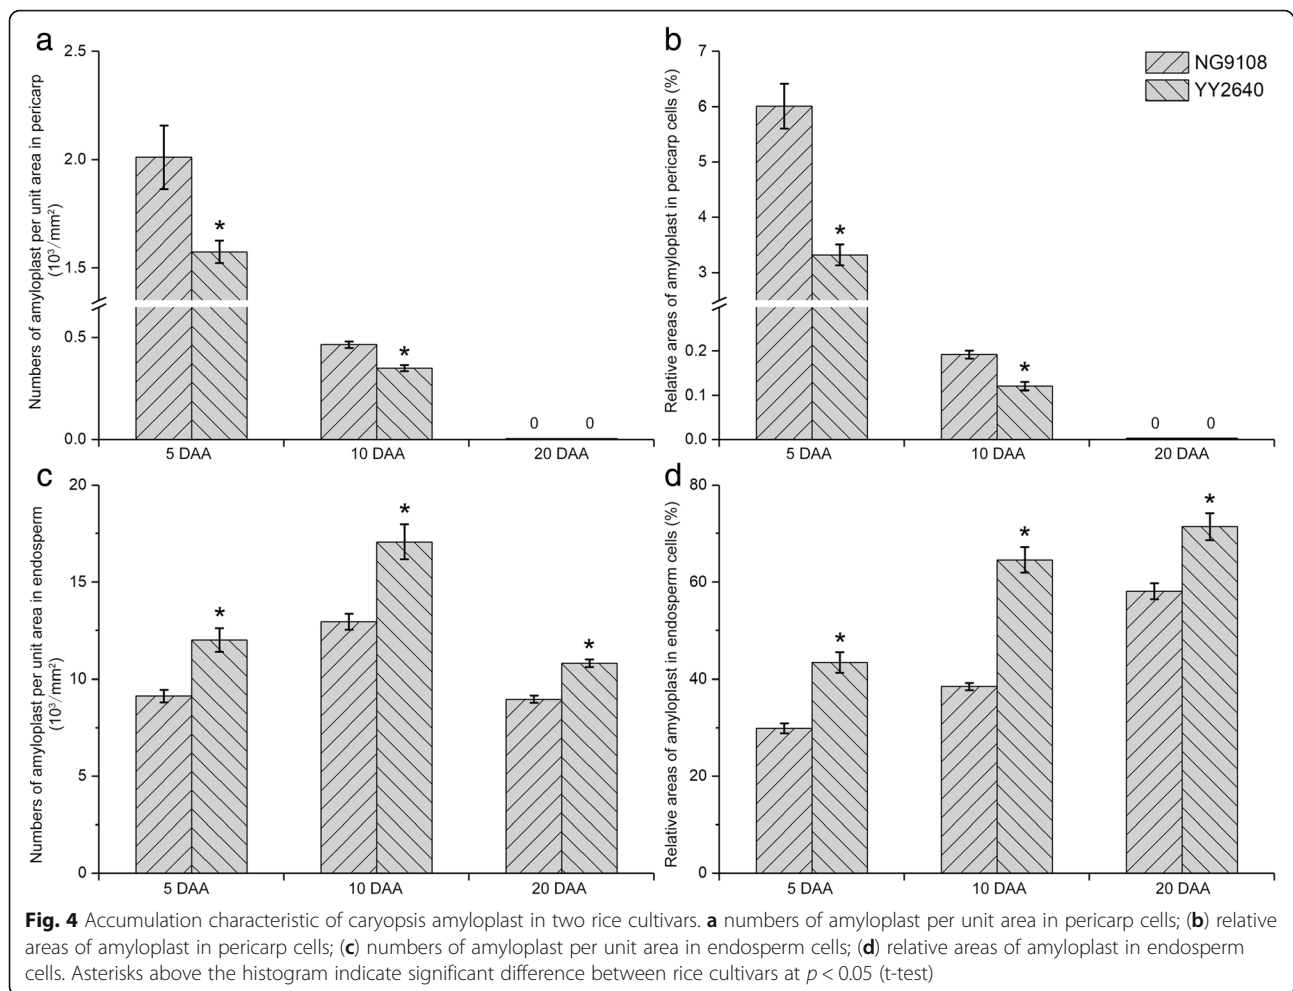 a
Numbers of amyloplast per unit area in pericarp
(10³/mm²)
2.5
2.0
1.5
0.5
0.0
*
*
0 0
5 DAA 10 DAA 20 DAA
b
Relative areas of amyloplast in pericarp cells (%)
7
6
5
4
3
0.2
0.1
0.0
*
*
0 0
5 DAA 10 DAA 20 DAA
NG9108
YY2640
c
Numbers of amyloplast per unit area in endosperm
(10³/mm²)
20
15
10
5
0
*
*
*
5 DAA 10 DAA 20 DAA
d
Relative areas of amyloplast in endosperm cells (%)
80
60
40
20
0
*
*
*
5 DAA 10 DAA 20 DAA
Fig. 4 Accumulation characteristic of caryopsis amyloplast in two rice cultivars. a numbers of amyloplast per unit area in pericarp cells; (b) relative
areas of amyloplast in pericarp cells; (c) numbers of amyloplast per unit area in endosperm cells; (d) relative areas of amyloplast in endosperm
cells. Asterisks above the histogram indicate significant difference between rice cultivars at p < 0.05 (t-test)